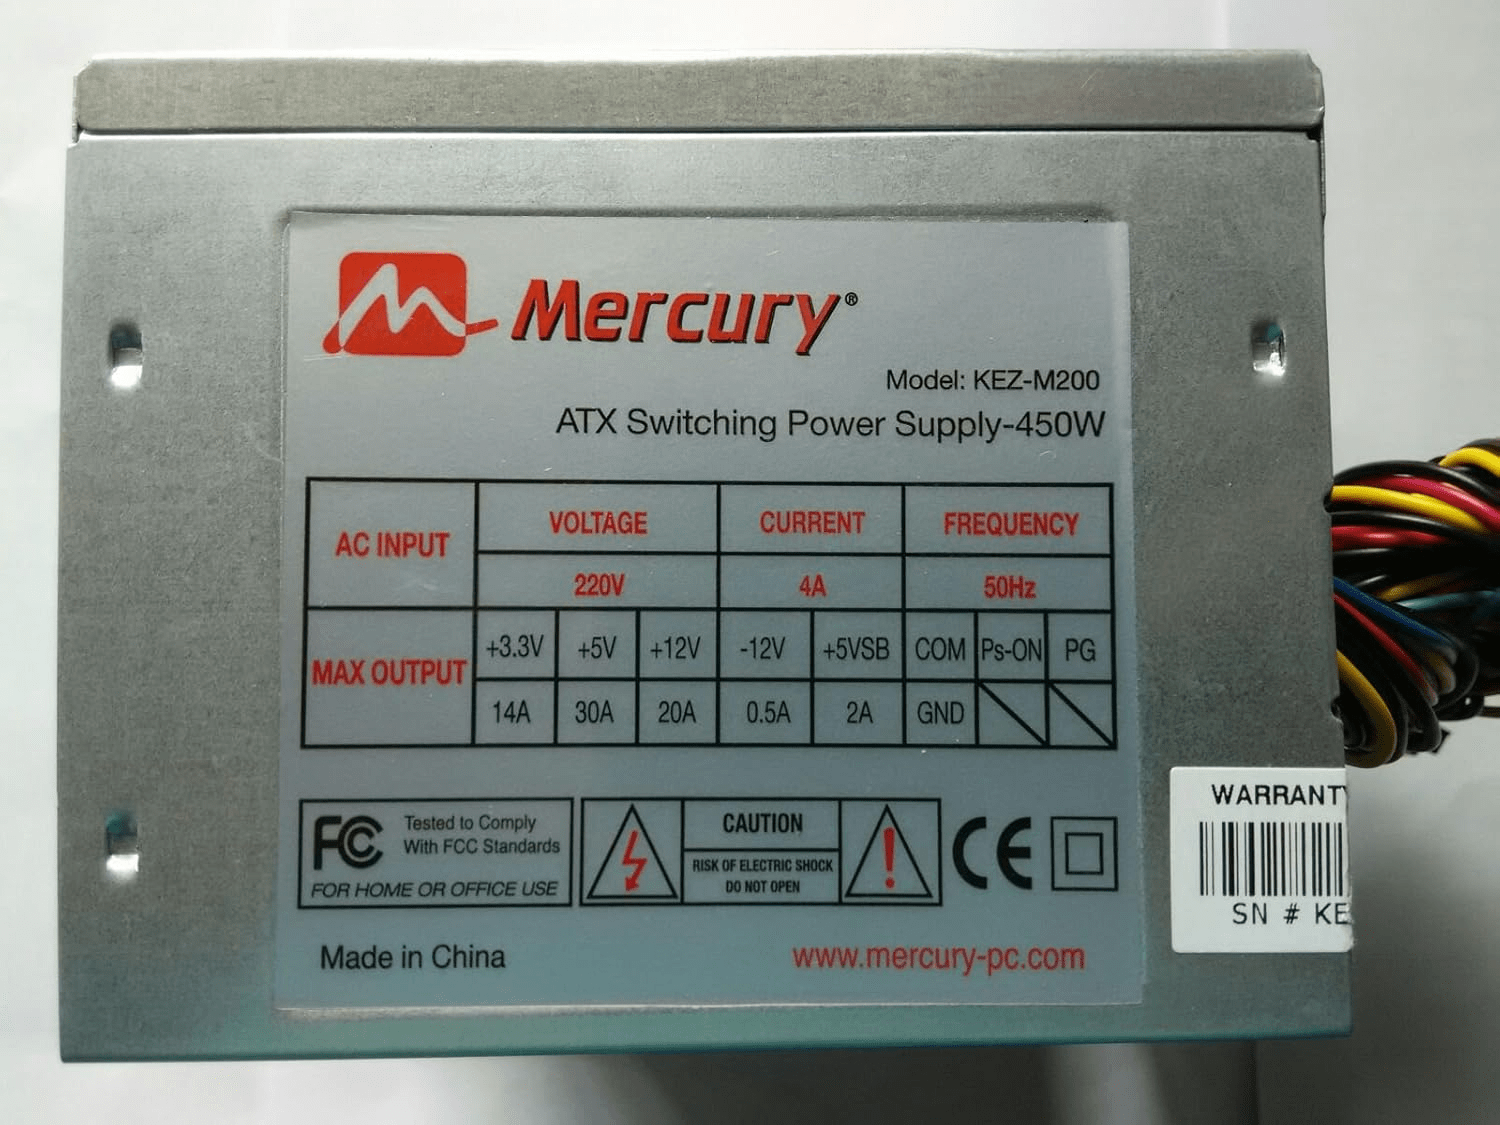 Mercury®
Model: KEZ-M200
ATX Switching Power Supply-450W
AC INPUT VOLTAGE CURRENT FREQUENCY
220V 4A 50Hz
MAX OUTPUT +3.3V +5V +12V -12V +5VSB COM Ps-ON PG
14A 30A 20A 0.5A 2A GND
FC Tested to Comply
With FCC Standards
FOR HOME OR OFFICE USE
CAUTION
RISK OF ELECTRIC SHOCK
DO NOT OPEN
CE
Made in China
www.mercury-pc.com
WARRANTY
SN # KE